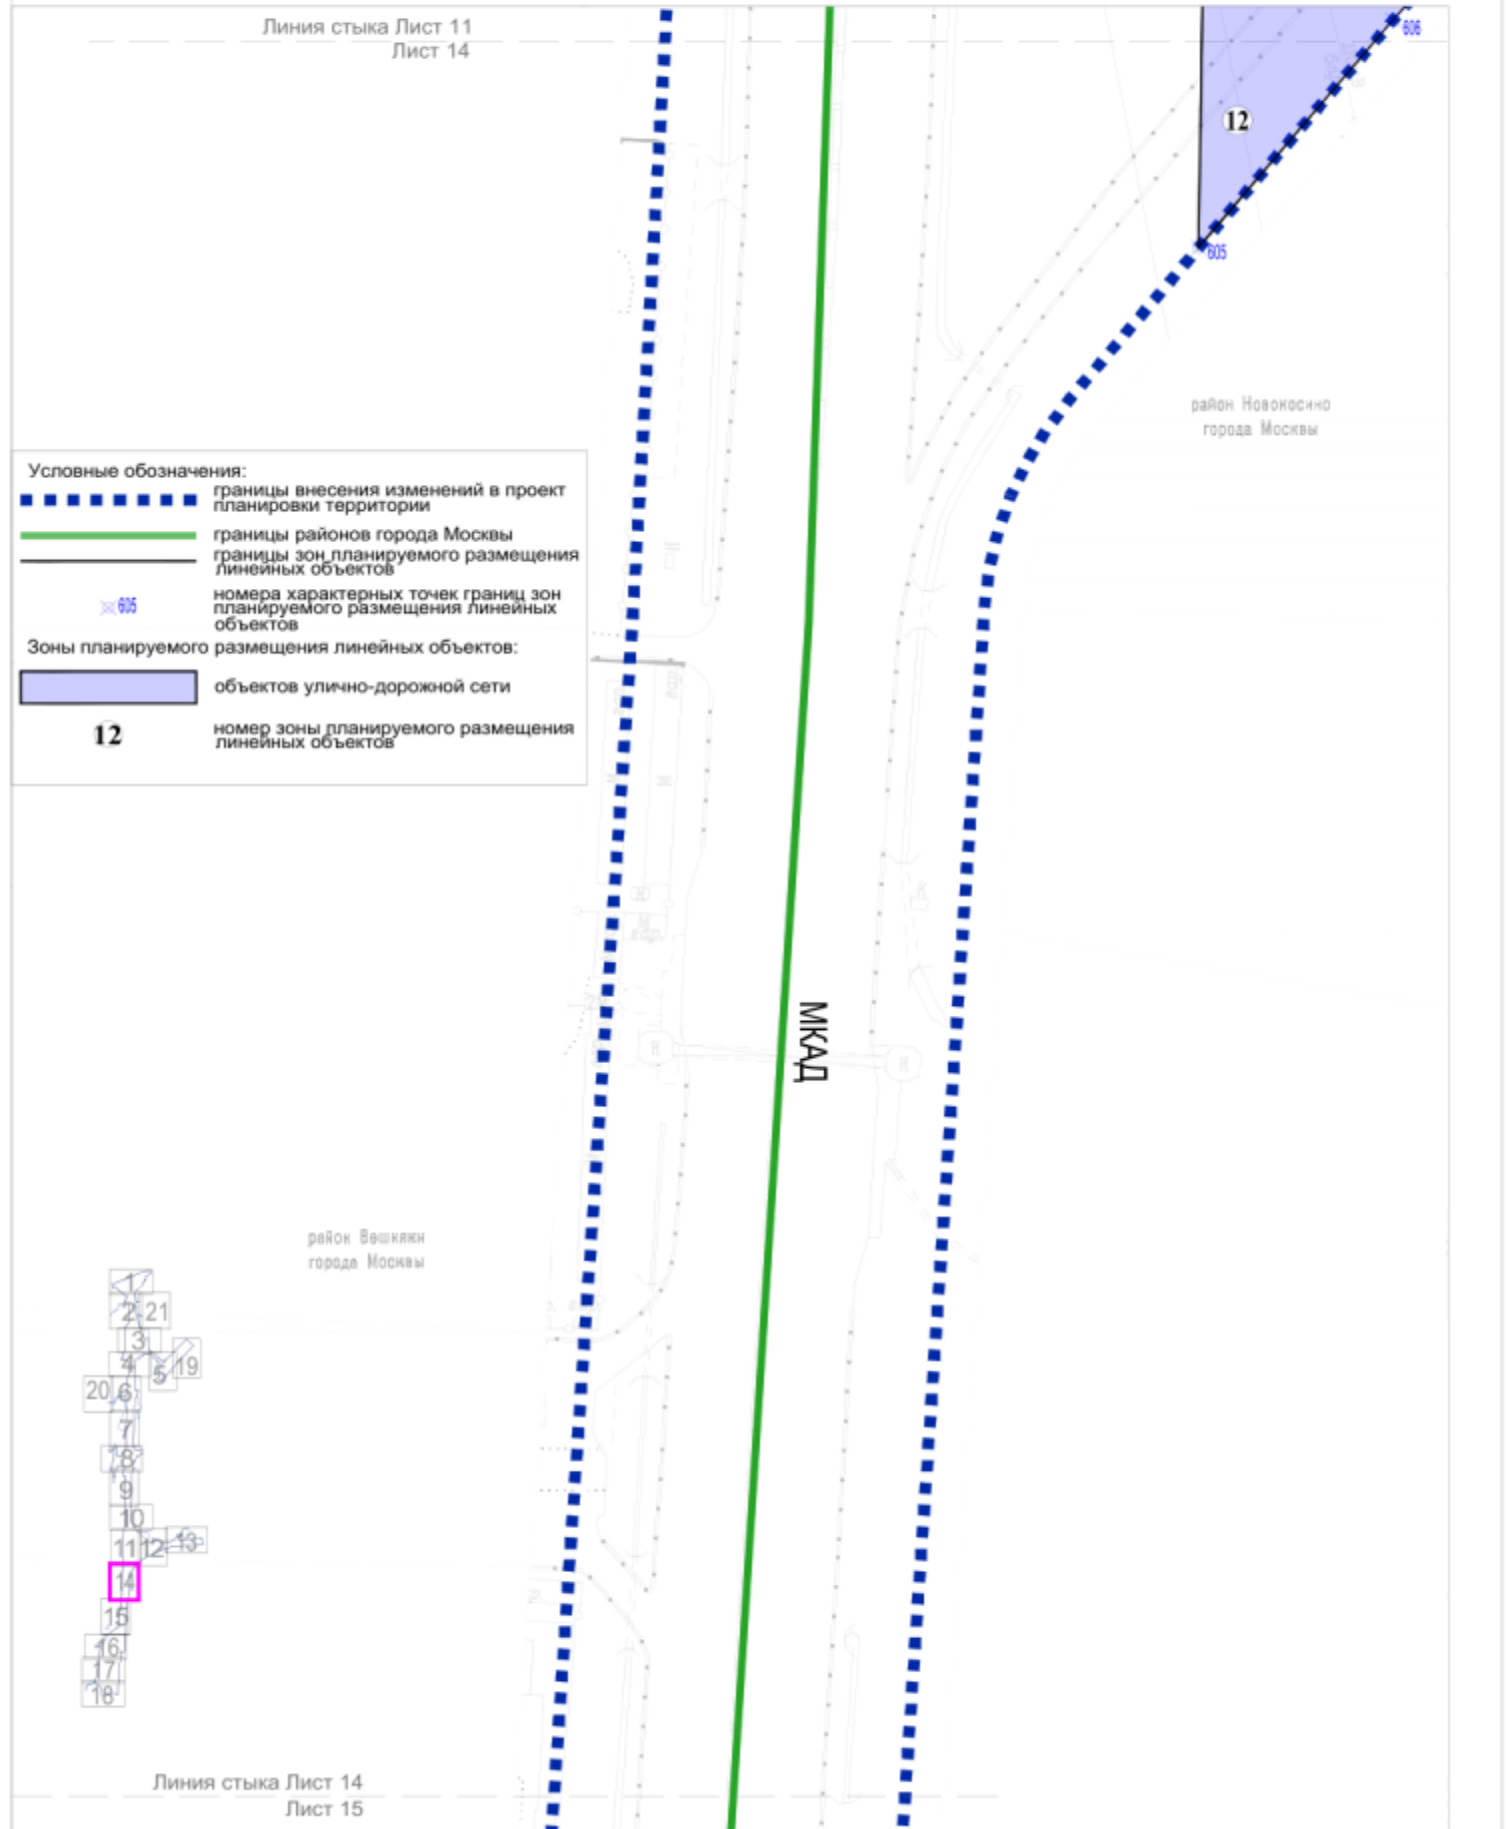 Линия стыка Лист 11
Лист 14
606
12
605
район Новокосино
города Москвы
Условные обозначения:
границы внесения изменений в проект
планировки территории
границы районов города Москвы
границы зон планируемого размещения
линейных объектов
605
номера характерных точек границ зон
планируемого размещения линейных
объектов
Зоны планируемого размещения линейных объектов:
объектов улично-дорожной сети
12
номер зоны планируемого размещения
линейных объектов
МКАД
район Вешняки
города Москвы
1
2 21
3
4 5 19
20 6
7
8
9
10
11 12 13
14
15
16
17
18
Линия стыка Лист 14
Лист 15